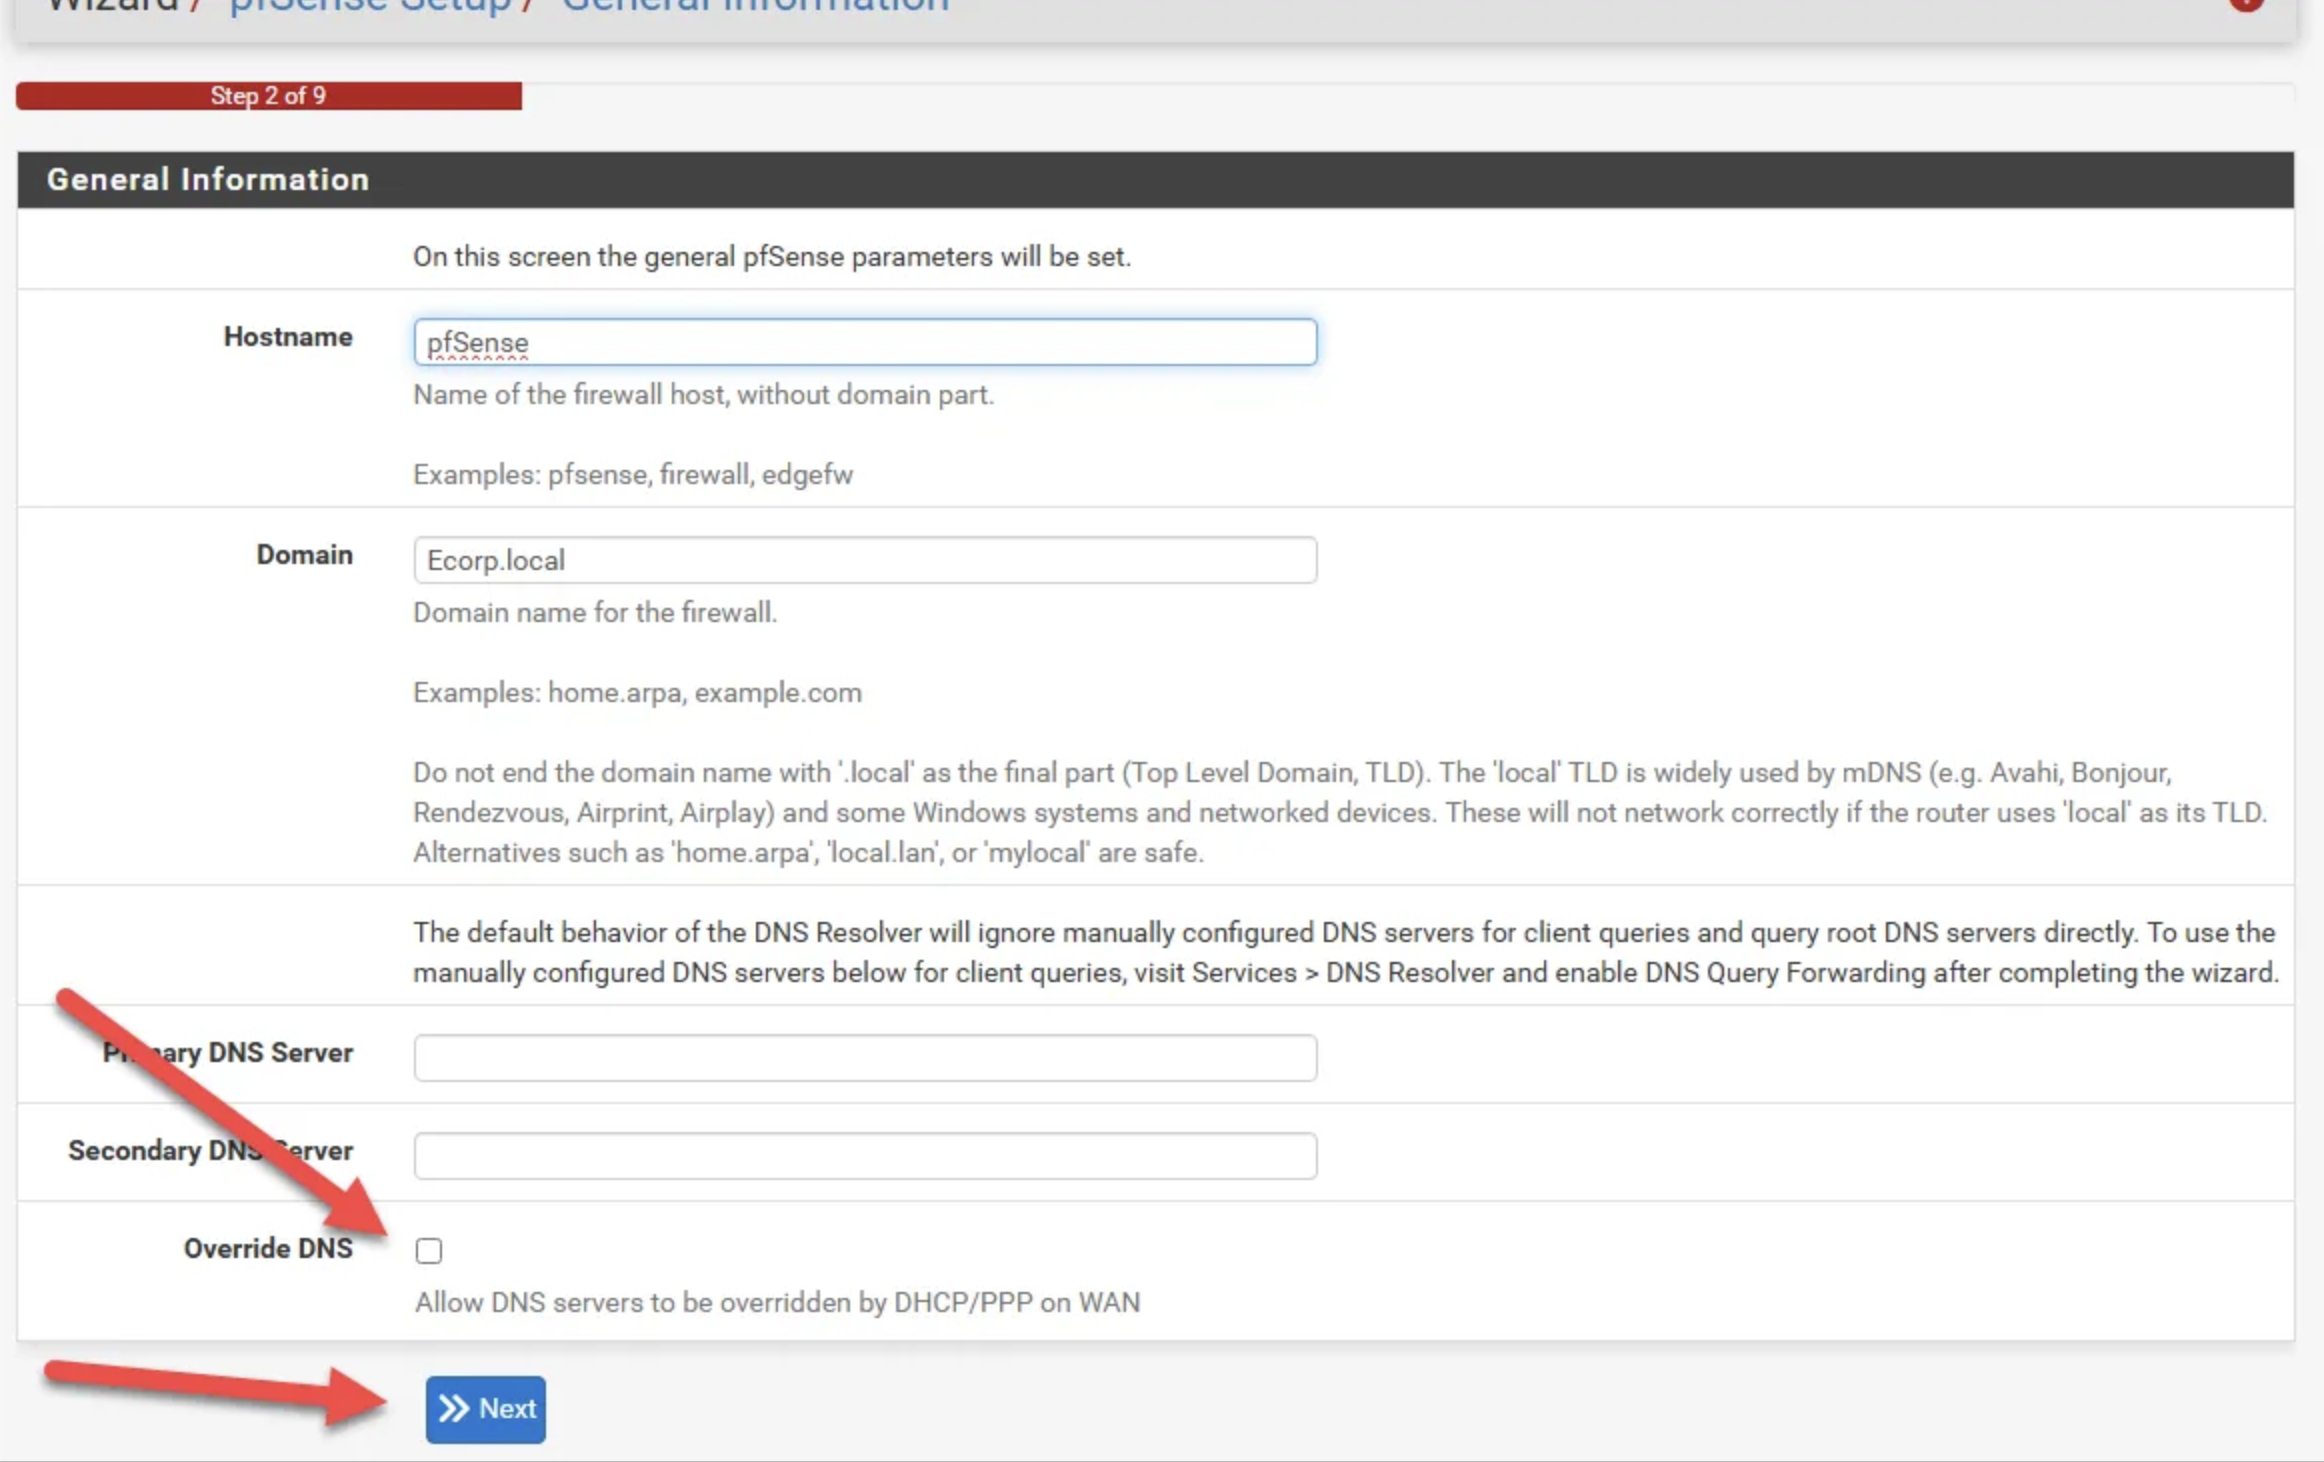 Wizard / pfSense Setup / General Information
Step 2 of 9
General Information
On this screen the general pfSense parameters will be set.
Hostname
pfSense
Name of the firewall host, without domain part.
Examples: pfsense, firewall, edgefw
Domain
Ecorp.local
Domain name for the firewall.
Examples: home.arpa, example.com
Do not end the domain name with '.local' as the final part (Top Level Domain, TLD). The 'local' TLD is widely used by mDNS (e.g. Avahi, Bonjour,
Rendezvous, Airprint, Airplay) and some Windows systems and networked devices. These will not network correctly if the router uses 'local' as its TLD.
Alternatives such as 'home.arpa', 'local.lan', or 'mylocal' are safe.
The default behavior of the DNS Resolver will ignore manually configured DNS servers for client queries and query root DNS servers directly. To use the
manually configured DNS servers below for client queries, visit Services > DNS Resolver and enable DNS Query Forwarding after completing the wizard.
Primary DNS Server
Secondary DNS Server
Override DNS
Allow DNS servers to be overridden by DHCP/PPP on WAN
Next